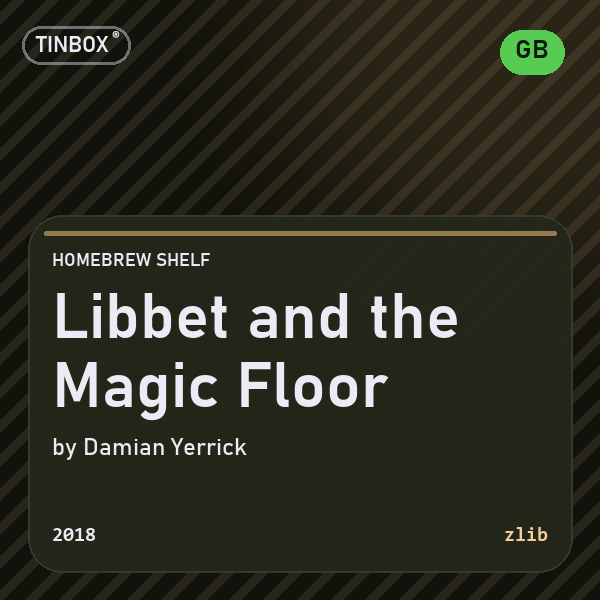 TINBOX®
GB
HOMEBREW SHELF
Libbet and the
Magic Floor
by Damian Yerrick
2018
zlib